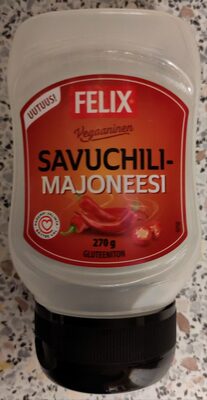 UUTUUS!
FELIX
Vegaaninen
SAVUCHILI-
MAJONEESI
270 g
GLUTEENITON